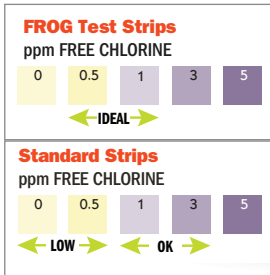 FROG Test Strips
ppm FREE CHLORINE
0 0.5 1 3 5
IDEAL
Standard Strips
ppm FREE CHLORINE
0 0.5 1 3 5
LOW OK